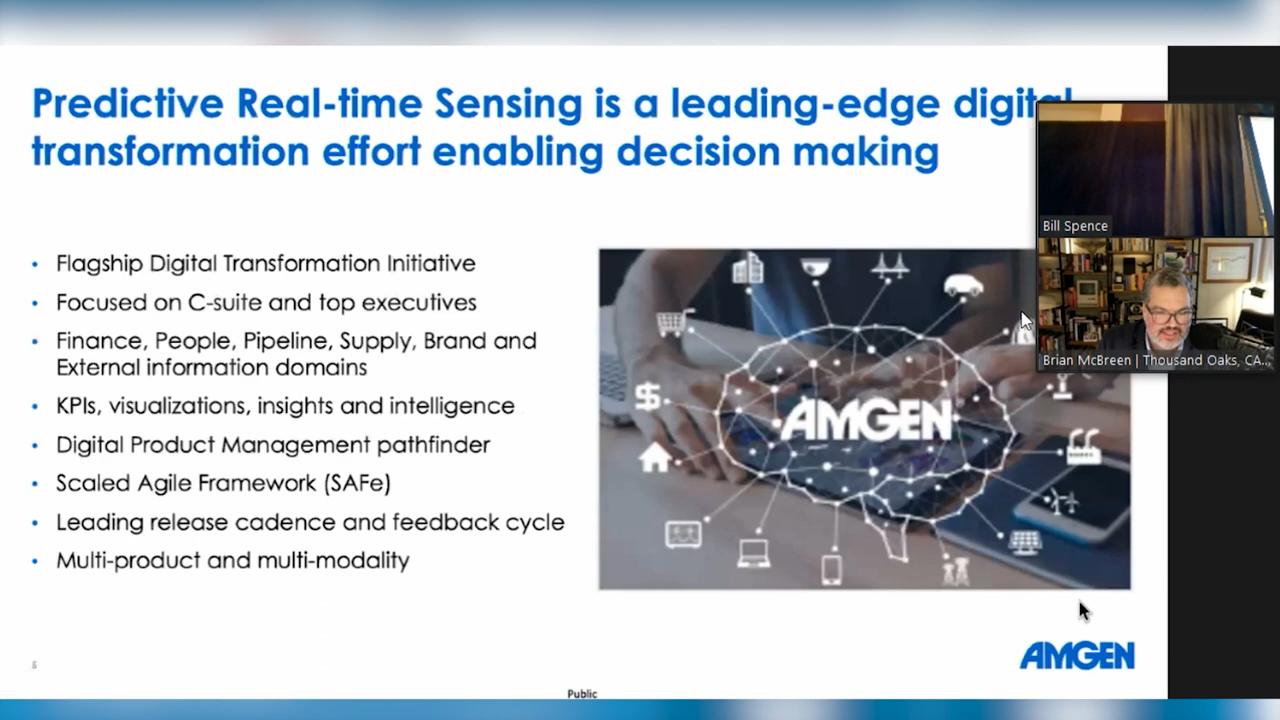 Predictive Real-time Sensing is a leading-edge digital
transformation effort enabling decision making
Bill Spence
Brian McBreen | Thousand Oaks, CA...
• Flagship Digital Transformation Initiative
• Focused on C-suite and top executives
• Finance, People, Pipeline, Supply, Brand and
External information domains
• KPIs, visualizations, insights and intelligence
• Digital Product Management pathfinder
• Scaled Agile Framework (SAFe)
• Leading release cadence and feedback cycle
• Multi-product and multi-modality
AMGEN
$
AMGEN
Public